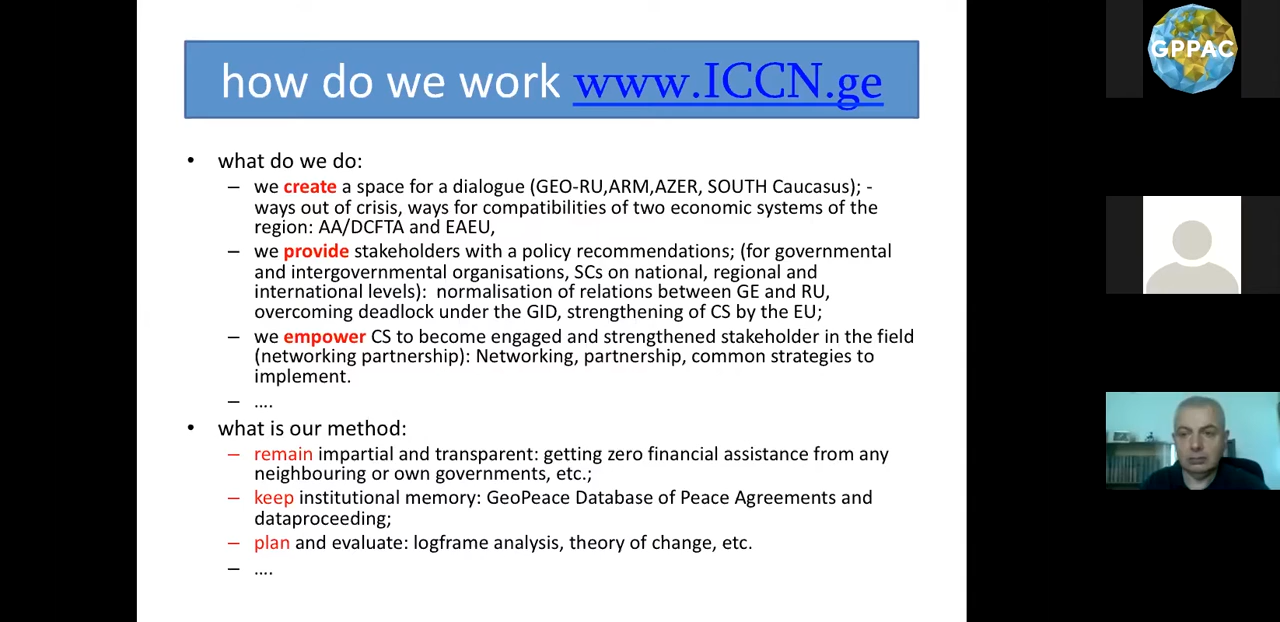 how do we work www.ICCN.ge
• what do we do:
– we create a space for a dialogue (GEO-RU,ARM,AZER, SOUTH Caucasus); -
ways out of crisis, ways for compatibilities of two economic systems of the
region: AA/DCFTA and EAEU,
– we provide stakeholders with a policy recommendations; (for governmental
and intergovernmental organisations, SCs on national, regional and
international levels): normalisation of relations between GE and RU,
overcoming deadlock under the GID, strengthening of CS by the EU;
– we empower CS to become engaged and strengthened stakeholder in the field
(networking partnership): Networking, partnership, common strategies to
implement.
– ....
• what is our method:
– remain impartial and transparent: getting zero financial assistance from any
neighbouring or own governments, etc.;
– keep institutional memory: GeoPeace Database of Peace Agreements and
dataproceeding;
– plan and evaluate: logframe analysis, theory of change, etc.
– ....
GPPAC